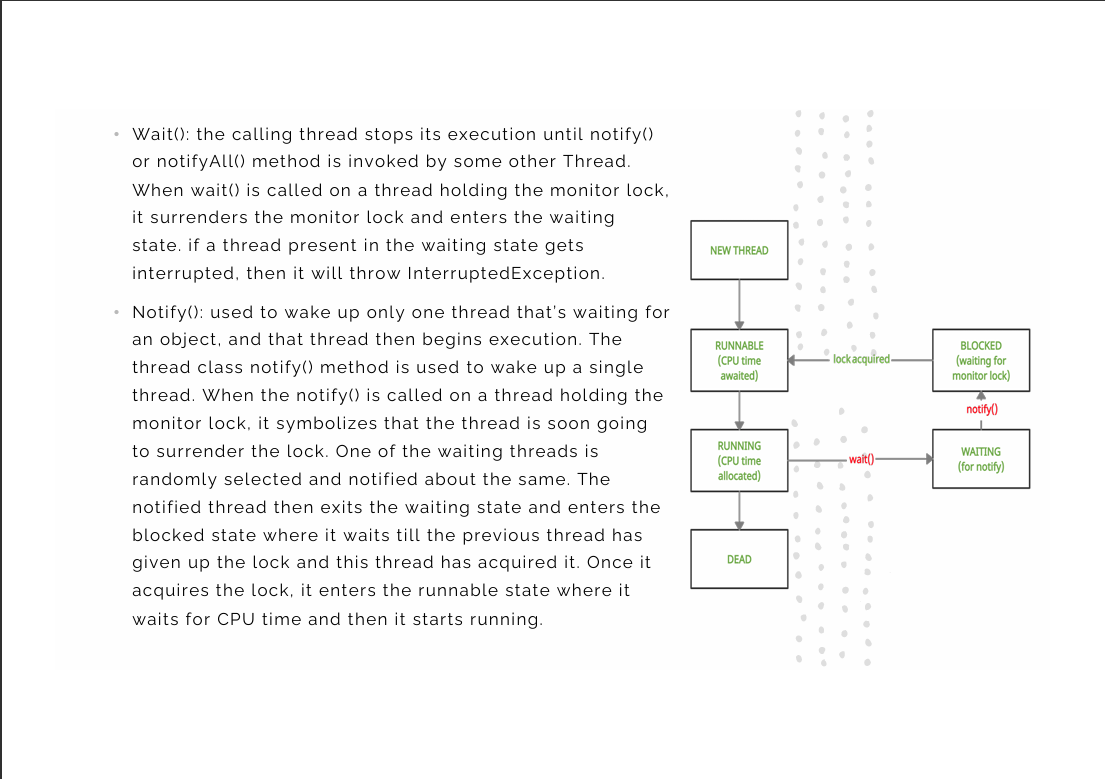 • Wait(): the calling thread stops its execution until notify()
or notifyAll() method is invoked by some other Thread.
When wait() is called on a thread holding the monitor lock,
it surrenders the monitor lock and enters the waiting
state. if a thread present in the waiting state gets
interrupted, then it will throw InterruptedException.
• Notify(): used to wake up only one thread that's waiting for
an object, and that thread then begins execution. The
thread class notify() method is used to wake up a single
thread. When the notify() is called on a thread holding the
monitor lock, it symbolizes that the thread is soon going
to surrender the lock. One of the waiting threads is
randomly selected and notified about the same. The
notified thread then exits the waiting state and enters the
blocked state where it waits till the previous thread has
given up the lock and this thread has acquired it. Once it
acquires the lock, it enters the runnable state where it
waits for CPU time and then it starts running.
NEW THREAD
RUNNABLE
(CPU time
awaited)
lock acquired
BLOCKED
(waiting for
monitor lock)
notify()
RUNNING
(CPU time
allocated)
wait()
WAITING
(for notify)
DEAD